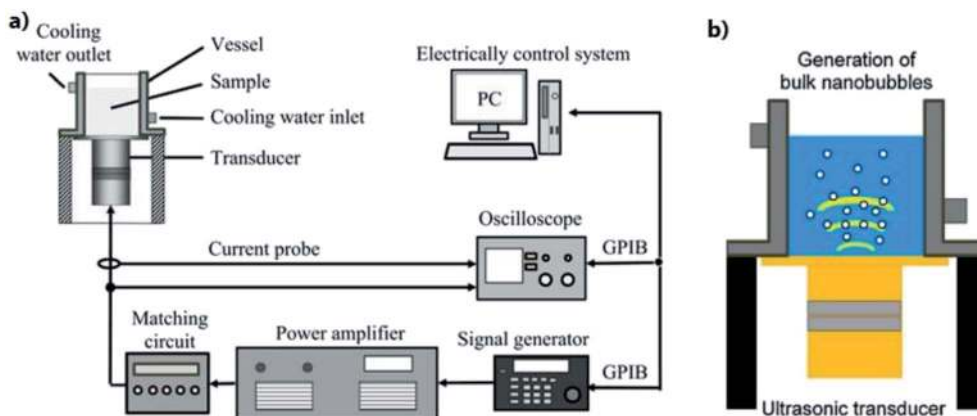 a)
Cooling
water outlet
Vessel
Sample
Cooling water inlet
Transducer
Electrically control system
PC
Oscilloscope
Current probe
GPIB
Matching
circuit
Power amplifier
Signal generator
GPIB
b)
Generation of
bulk nanobubbles
Ultrasonic transducer